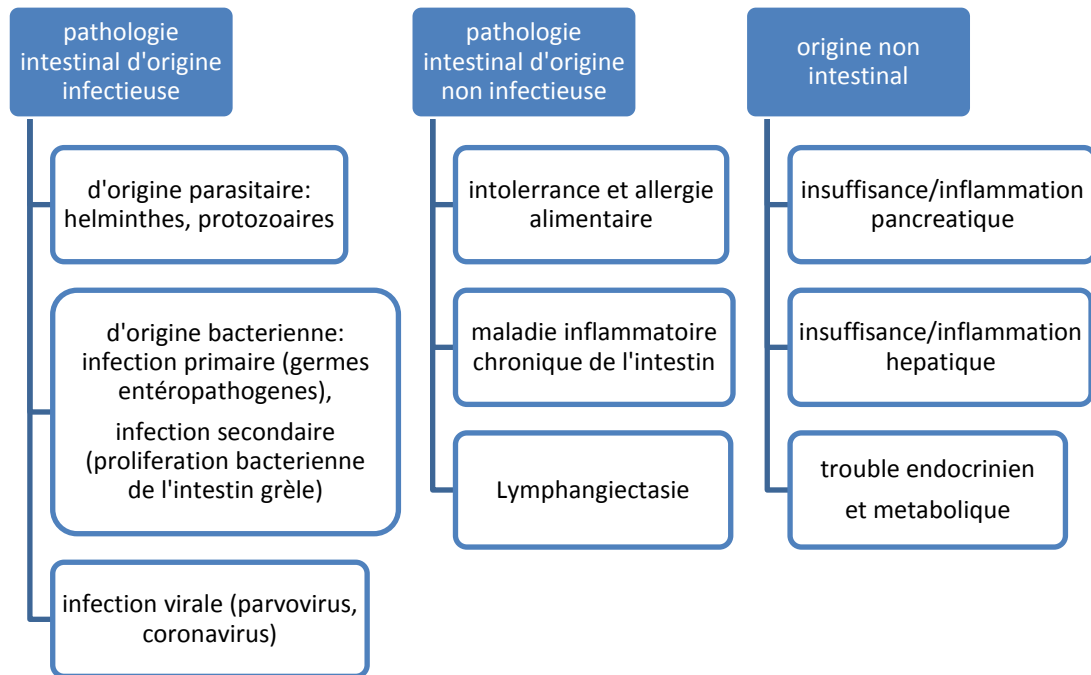 pathologie
intestinal d'origine
infectieuse
d'origine parasitaire:
helminthes, protozoaires
d'origine bacterienne:
infection primaire (germes
entéropathogenes),
infection secondaire
(proliferation bacterienne
de l'intestin grèle)
infection virale (parvovirus,
coronavirus)
pathologie
intestinal d'origine
non infectieuse
intolerrance et allergie
alimentaire
maladie inflammatoire
chronique de l'intestin
Lymphangiectasie
origine non
intestinal
insuffisance/inflammation
pancreatique
insuffisance/inflammation
hepatique
trouble endocrinien
et metabolique